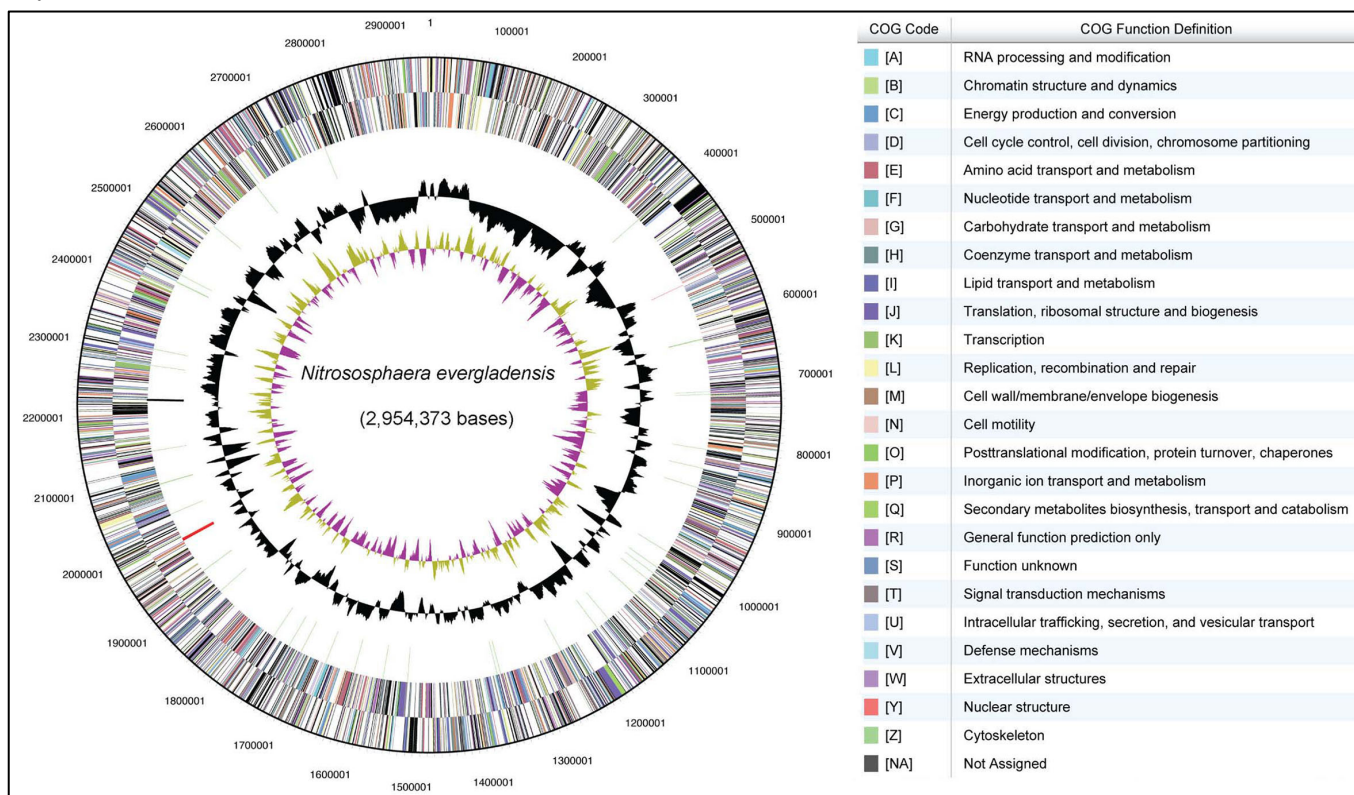 1
100001
200001
300001
400001
500001
600001
700001
800001
900001
1000001
1100001
1200001
1300001
1400001
1500001
1600001
1700001
1800001
1900001
2000001
2100001
2200001
2300001
2400001
2500001
2600001
2700001
2800001
2900001
Nitrososphaera evergladensis
(2,954,373 bases)
COG Code COG Function Definition
[A] RNA processing and modification
[B] Chromatin structure and dynamics
[C] Energy production and conversion
[D] Cell cycle control, cell division, chromosome partitioning
[E] Amino acid transport and metabolism
[F] Nucleotide transport and metabolism
[G] Carbohydrate transport and metabolism
[H] Coenzyme transport and metabolism
[I] Lipid transport and metabolism
[J] Translation, ribosomal structure and biogenesis
[K] Transcription
[L] Replication, recombination and repair
[M] Cell wall/membrane/envelope biogenesis
[N] Cell motility
[O] Posttranslational modification, protein turnover, chaperones
[P] Inorganic ion transport and metabolism
[Q] Secondary metabolites biosynthesis, transport and catabolism
[R] General function prediction only
[S] Function unknown
[T] Signal transduction mechanisms
[U] Intracellular trafficking, secretion, and vesicular transport
[V] Defense mechanisms
[W] Extracellular structures
[Y] Nuclear structure
[Z] Cytoskeleton
[NA] Not Assigned